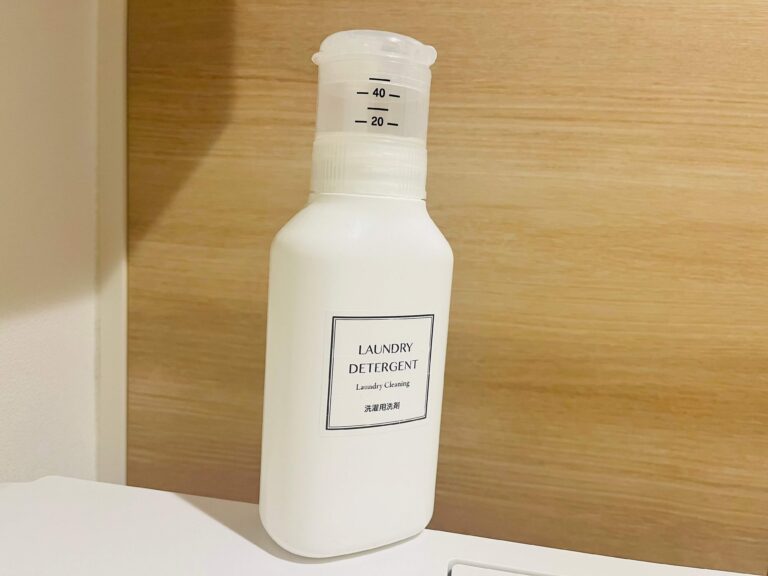 40
20
LAUNDRY
DETERGENT
Laundry Cleaning
洗濯用洗剤